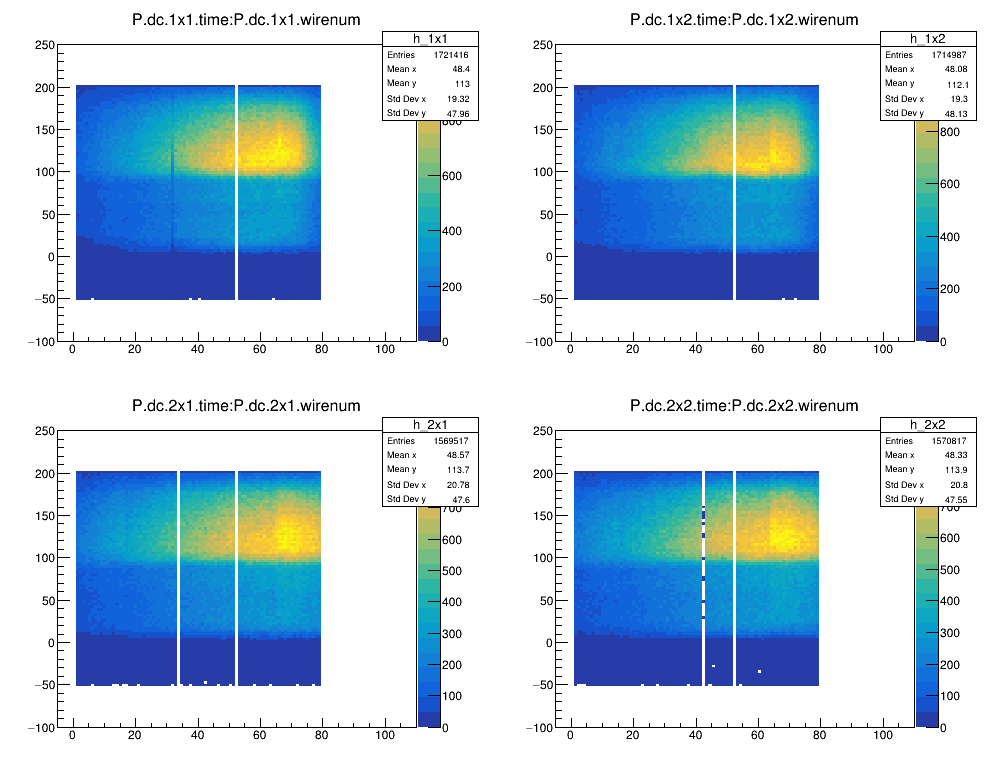 P.dc.1x1.time:P.dc.1x1.wirenum
h_1x1
Entries 1721416
Mean x 48.4
Mean y 113
Std Dev x 19.32
Std Dev y 47.96
250
200
150
100
50
0
−50
−100
0 20 40 60 80 100
800
600
400
200
0
P.dc.1x2.time:P.dc.1x2.wirenum
h_1x2
Entries 1714987
Mean x 48.08
Mean y 112.1
Std Dev x 19.3
Std Dev y 48.13
250
200
150
100
50
0
−50
−100
0 20 40 60 80 100
800
600
400
200
0
P.dc.2x1.time:P.dc.2x1.wirenum
h_2x1
Entries 1569517
Mean x 48.57
Mean y 113.7
Std Dev x 20.78
Std Dev y 47.6
250
200
150
100
50
0
−50
−100
0 20 40 60 80 100
700
600
500
400
300
200
100
0
P.dc.2x2.time:P.dc.2x2.wirenum
h_2x2
Entries 1570817
Mean x 48.33
Mean y 113.9
Std Dev x 20.8
Std Dev y 47.55
250
200
150
100
50
0
−50
−100
0 20 40 60 80 100
700
600
500
400
300
200
100
0